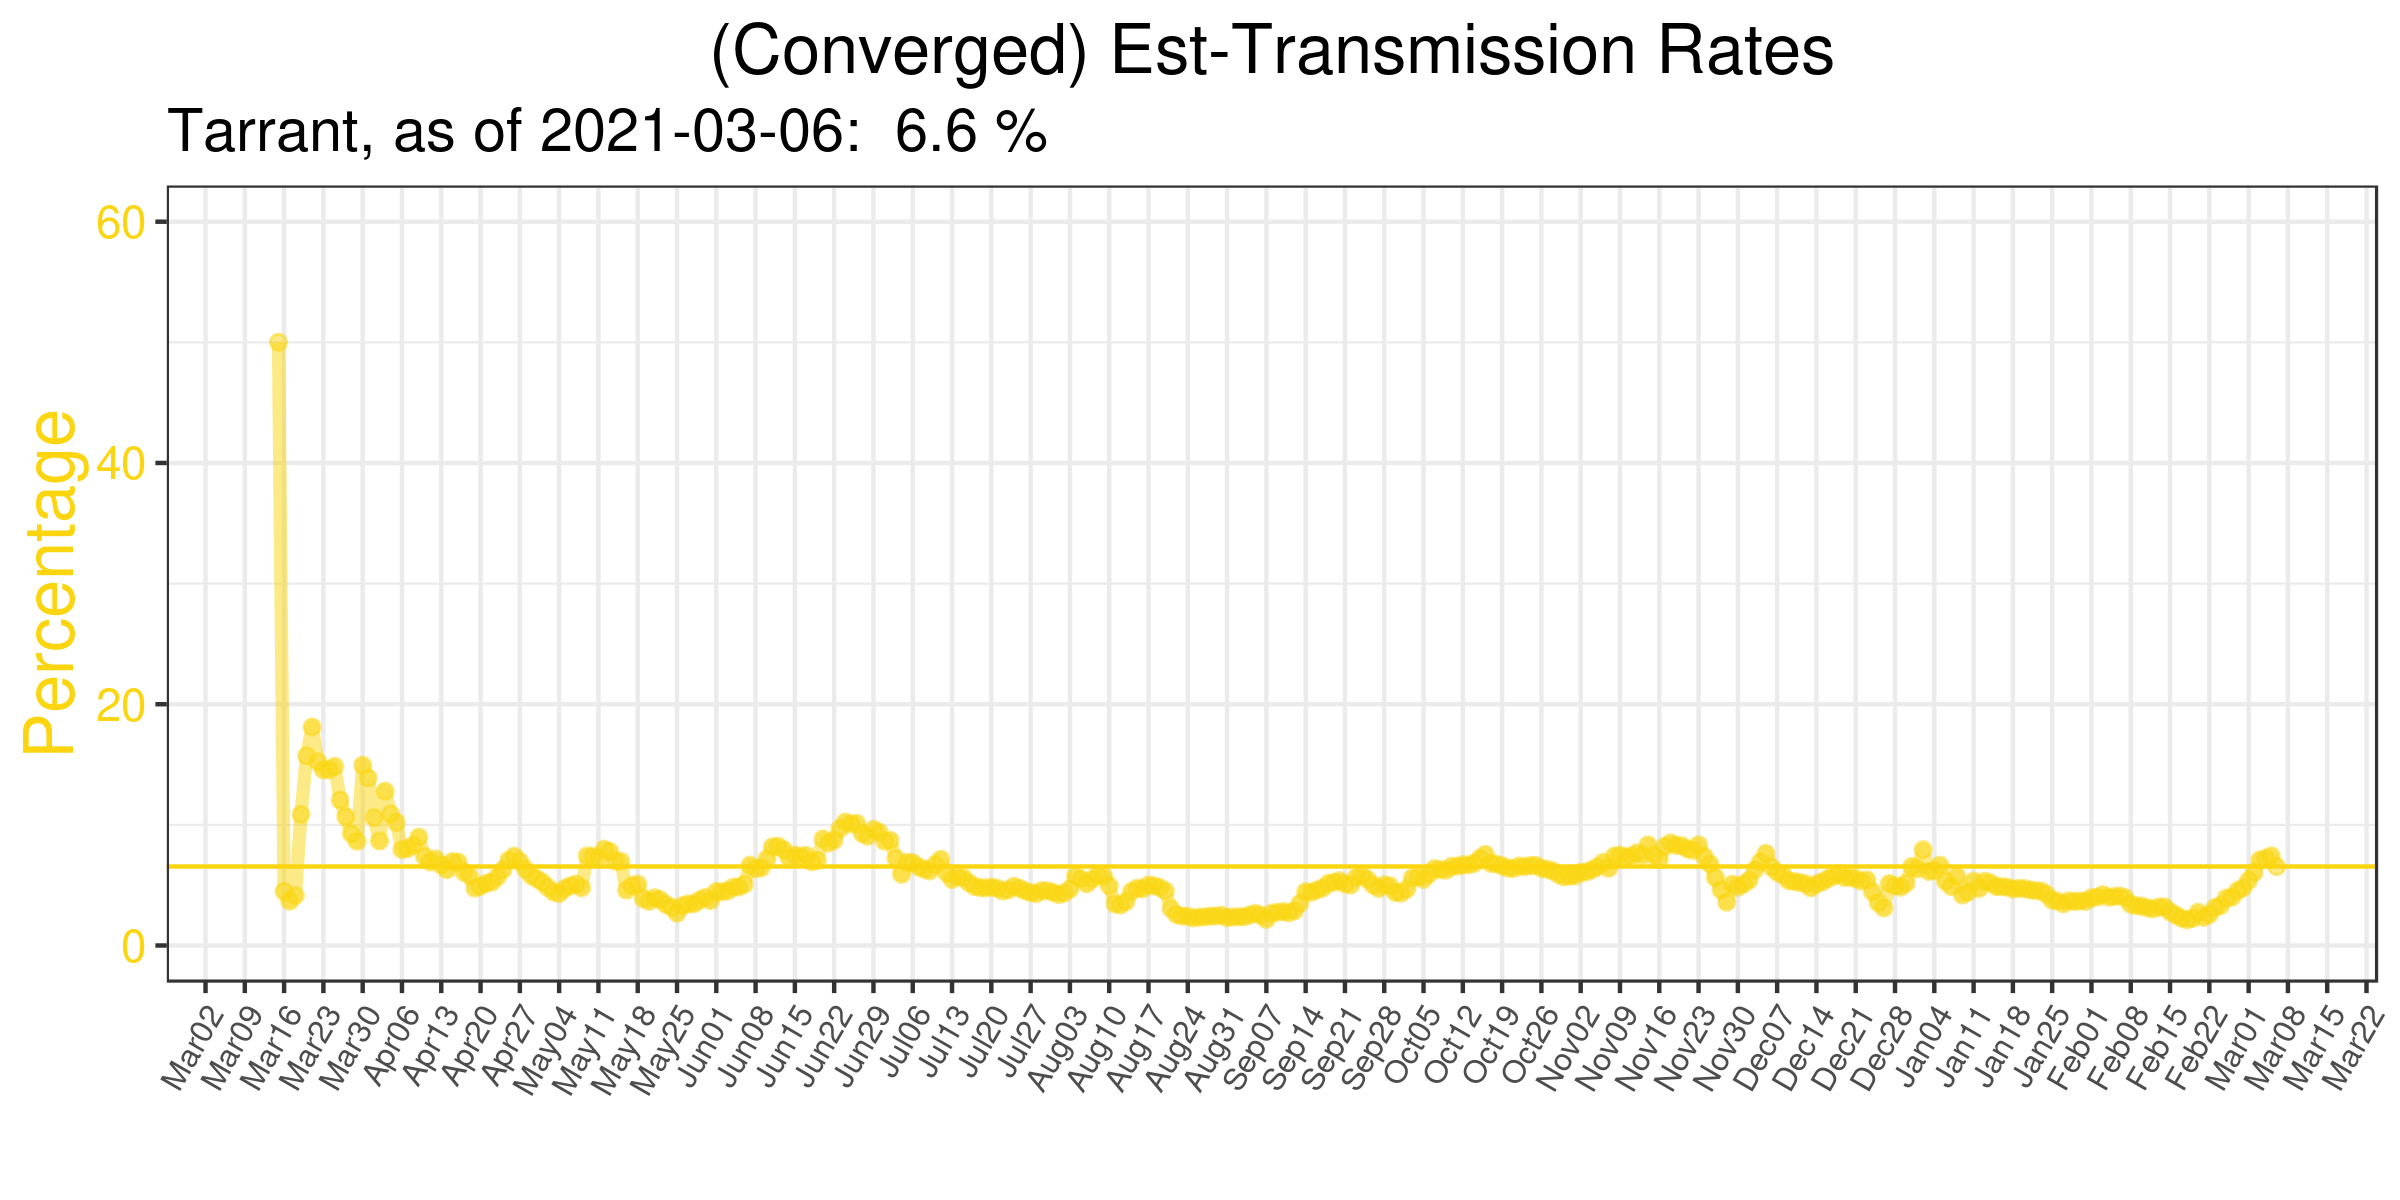 (Converged) Est-Transmission Rates
Tarrant, as of 2021-03-06:  6.6 %
Percentage
60
40
20
0
Mar02
Mar09
Mar16
Mar23
Mar30
Apr06
Apr13
Apr20
Apr27
May04
May11
May18
May25
Jun01
Jun08
Jun15
Jun22
Jun29
Jul06
Jul13
Jul20
Jul27
Aug03
Aug10
Aug17
Aug24
Aug31
Sep07
Sep14
Sep21
Sep28
Oct05
Oct12
Oct19
Oct26
Nov02
Nov09
Nov16
Nov23
Nov30
Dec07
Dec14
Dec21
Dec28
Jan04
Jan11
Jan18
Jan25
Feb01
Feb08
Feb15
Feb22
Mar01
Mar08
Mar15
Mar22